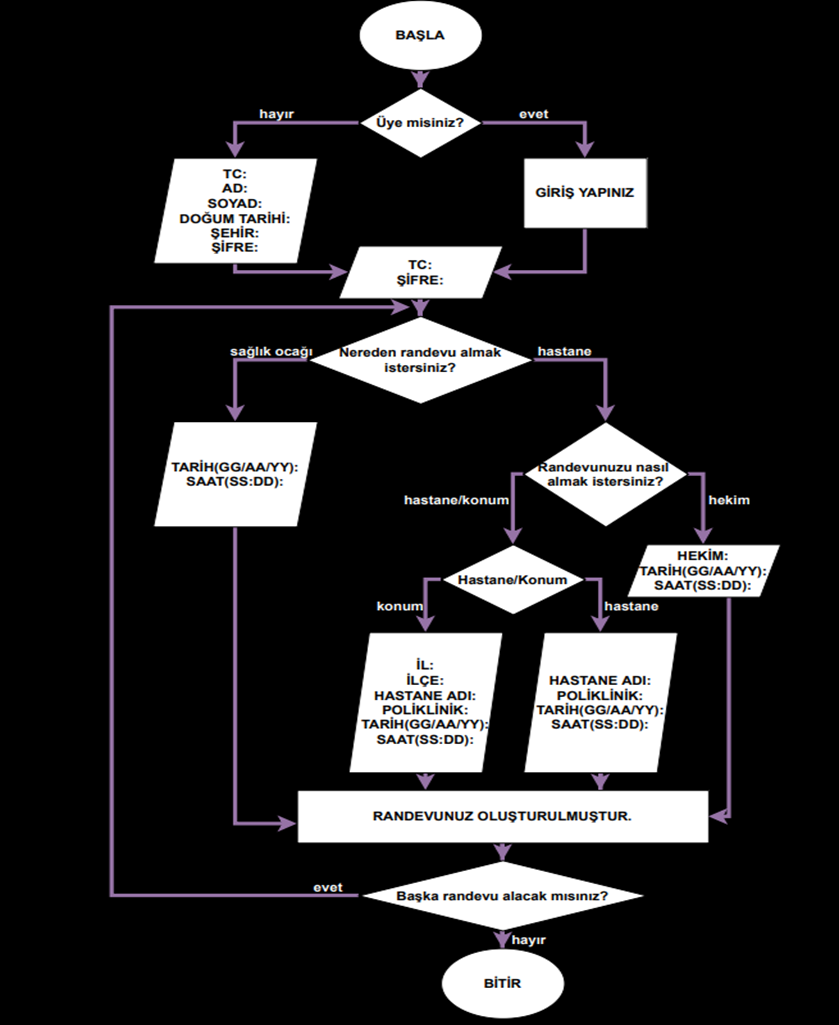 BAŞLA
Üye misiniz?
hayır
evet
TC:
AD:
SOYAD:
DOĞUM TARİHİ:
ŞEHİR:
ŞİFRE:
GİRİŞ YAPINIZ
TC:
ŞİFRE:
Nereden randevu almak
istersiniz?
sağlık ocağı
hastane
TARİH(GG/AA/YY):
SAAT(SS:DD):
Randevunuzu nasıl
almak istersiniz?
hastane/konum
hekim
HEKİM:
TARİH(GG/AA/YY):
SAAT(SS:DD):
Hastane/Konum
konum
hastane
İL:
İLÇE:
HASTANE ADI:
POLİKLİNİK:
TARİH(GG/AA/YY):
SAAT(SS:DD):
HASTANE ADI:
POLİKLİNİK:
TARİH(GG/AA/YY):
SAAT(SS:DD):
RANDEVUNUZ OLUŞTURULMUŞTUR.
Başka randevu alacak mısınız?
evet
hayır
BİTİR